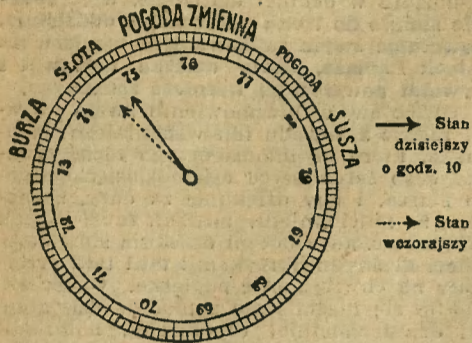 BURZA
SŁOTA
POGODA ZMIENNA
POGODA
SUSZA
73
74
75
76
77
79
67
68
69
70
71
72
Stan
dzisiejszy
o godz. 10
Stan
wczorajszy